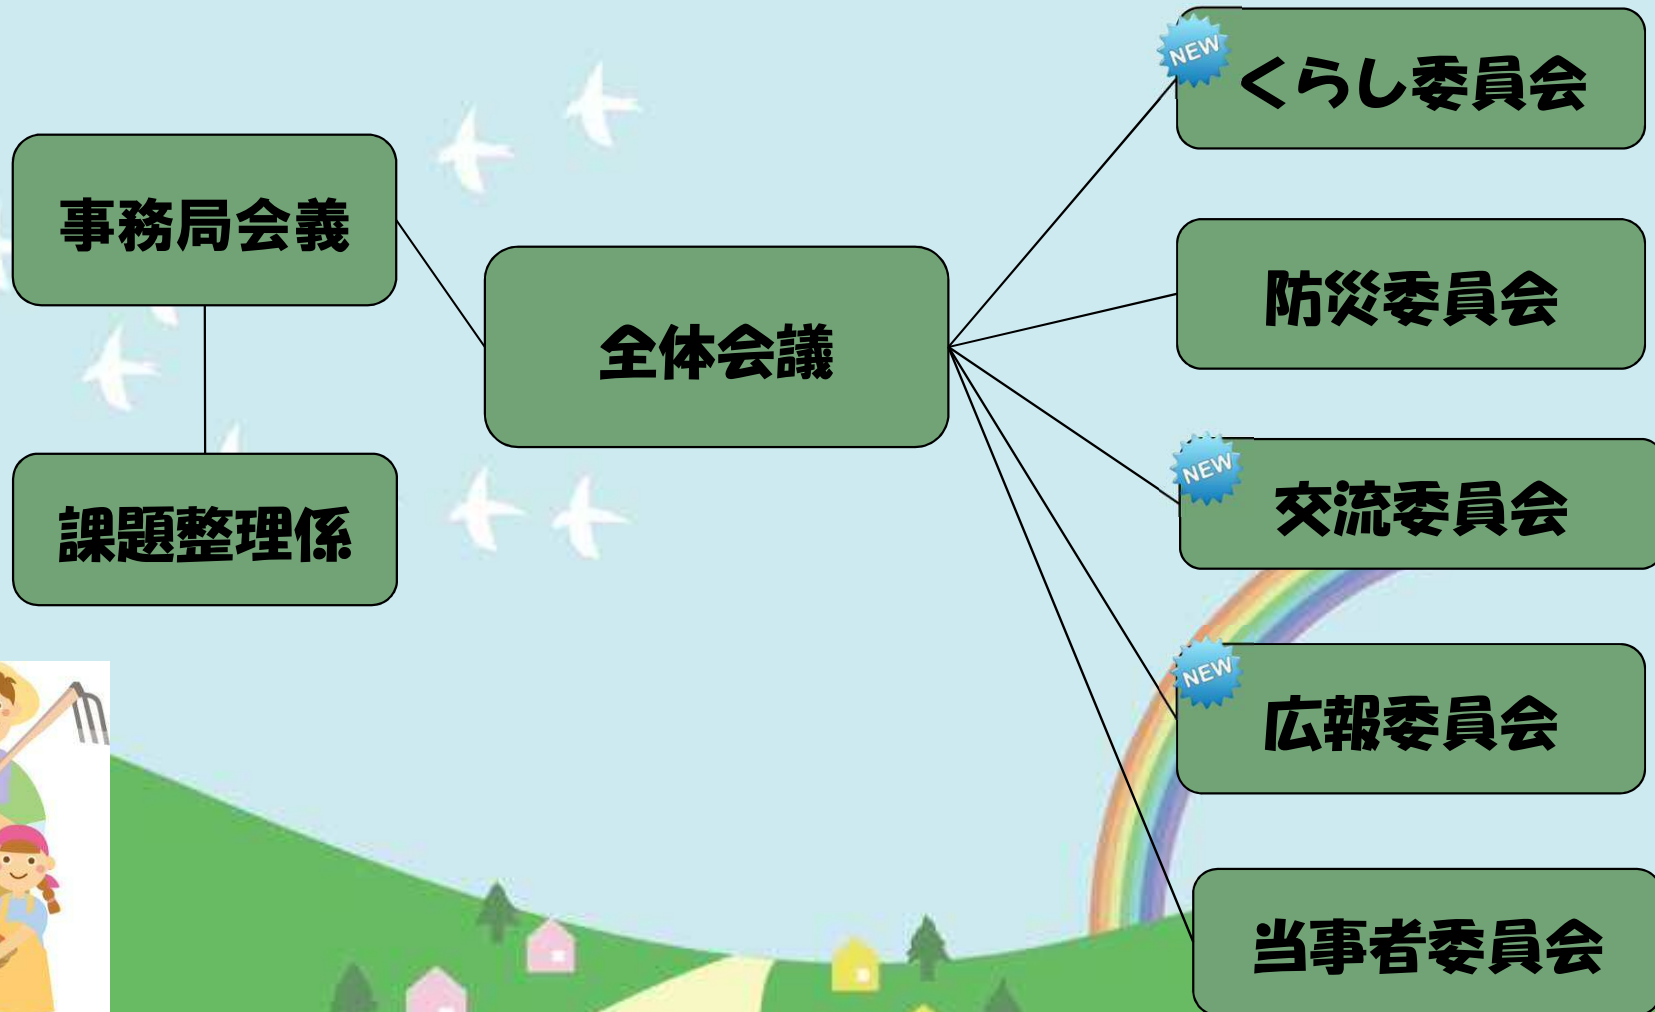 事務局会義
課題整理係
全体会議
NEW
くらし委員会
防災委員会
NEW
交流委員会
NEW
広報委員会
当事者委員会